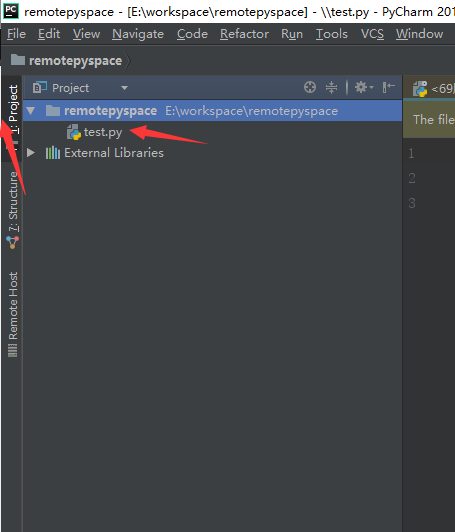 PC remotepyspace - [E:\workspace\remotepyspace] - \\test.py - PyCharm 201
File Edit View Navigate Code Refactor Run Tools VCS Window
remotepyspace
Project
1: Project
7: Structure
Remote Host
remotepyspace E:\workspace\remotepyspace
test.py
External Libraries
<69
The file
1
2
3